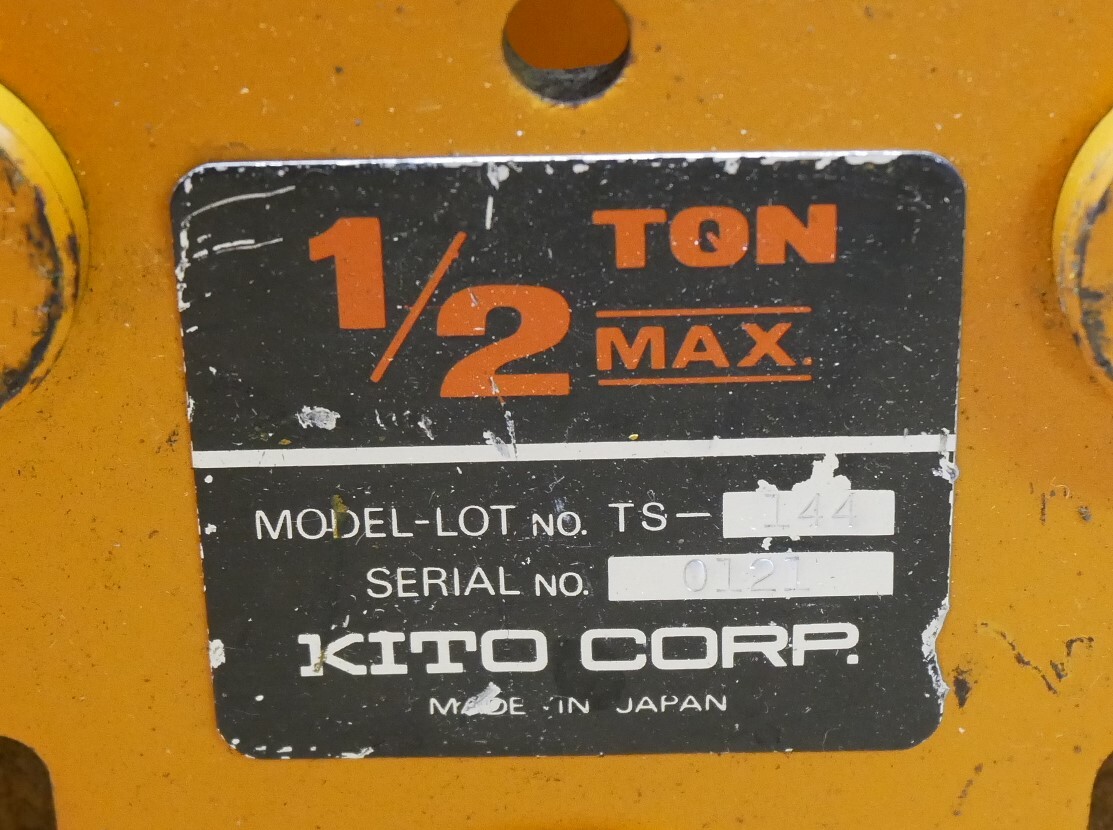 1/2 TON
MAX.
MODEL-LOT NO. TS- 144
SERIAL NO. 0121
KITO CORP.
MADE IN JAPAN